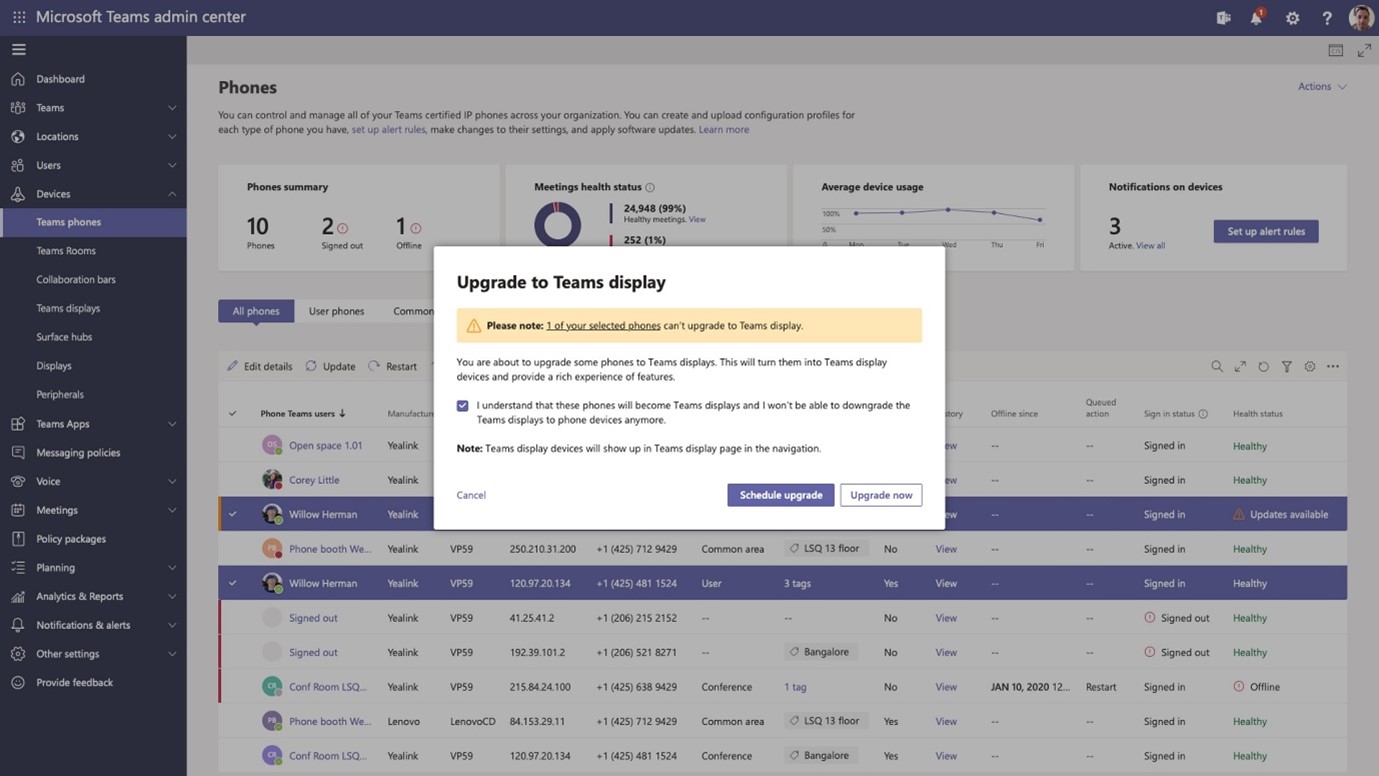 Microsoft Teams admin center
1
Dashboard
Teams
Locations
Users
Devices
Teams phones
Teams Rooms
Collaboration bars
Teams displays
Surface hubs
Displays
Peripherals
Teams Apps
Messaging policies
Voice
Meetings
Policy packages
Planning
Analytics & Reports
Notifications & alerts
Other settings
Provide feedback
Phones
Actions
You can control and manage all of your Teams certified IP phones across your organization. You can create and upload configuration profiles for
each type of phone you have, set up alert rules, make changes to their settings, and apply software updates. Learn more
Phones summary
10 2 1
Phones Signed out Offline
Meetings health status
24,948 (99%)
Healthy meetings. View
252 (1%)
Average device usage
100%
50%
0 Mon Tue Wed Thu Fri
Notifications on devices
3
Active. View all
Set up alert rules
All phones User phones Common
Edit details Update Restart
Upgrade to Teams display
Please note: 1 of your selected phones can't upgrade to Teams display.
You are about to upgrade some phones to Teams displays. This will turn them into Teams display
devices and provide a rich experience of features.
I understand that these phones will become Teams displays and I won't be able to downgrade the
Teams displays to phone devices anymore.
Note: Teams display devices will show up in Teams display page in the navigation.
Cancel Schedule upgrade Upgrade now
Phone Teams users Manufacture Offline since Queued action Sign in status Health status
OS Open space 1.01 Yealink -- -- Signed in Healthy
Corey Little Yealink -- -- Signed in Healthy
Willow Herman Yealink -- -- Signed in Updates available
PB Phone booth We... Yealink VP59 250.210.31.200 +1 (425) 712 9429 Common area LSQ 13 floor No View -- -- Signed in Healthy
Willow Herman Yealink VP59 120.97.20.134 +1 (425) 481 1524 User 3 tags Yes View -- -- Signed in Healthy
Signed out Yealink VP59 41.25.41.2 +1 (206) 215 2152 -- -- No View -- -- Signed out Healthy
Signed out Yealink VP59 192.39.101.2 +1 (206) 521 8271 -- Bangalore No View -- -- Signed out Healthy
CR Conf Room LSQ... Yealink VP59 215.84.24.100 +1 (425) 638 9429 Conference 1 tag No View JAN 10, 2020 12... Restart Signed in Offline
PB Phone booth We... Lenovo LenovoCD 84.153.29.11 +1 (425) 712 9429 Common area LSQ 13 floor Yes View -- -- Signed in Healthy
CR Conf Room LSQ... Yealink VP59 120.97.20.134 +1 (425) 481 1524 Conference Bangalore Yes View -- -- Signed in Healthy